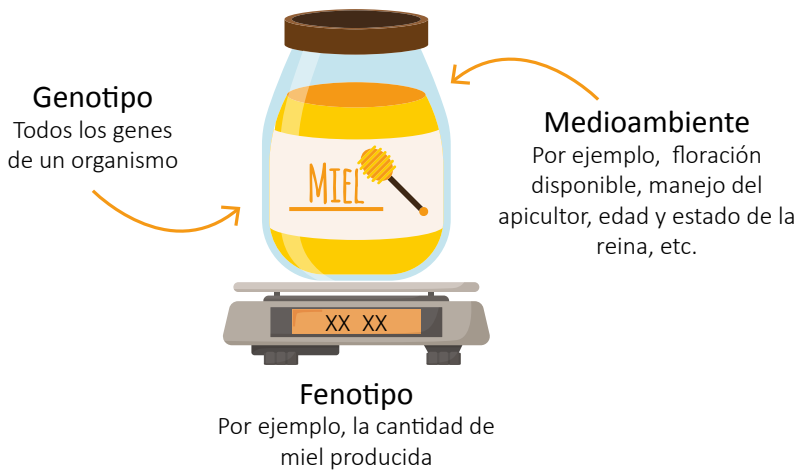 Genotipo
Todos los genes
de un organismo
MIEL
Medioambiente
Por ejemplo, floración
disponible, manejo del
apicultor, edad y estado de la
reina, etc.
XX XX
Fenotipo
Por ejemplo, la cantidad de
miel producida